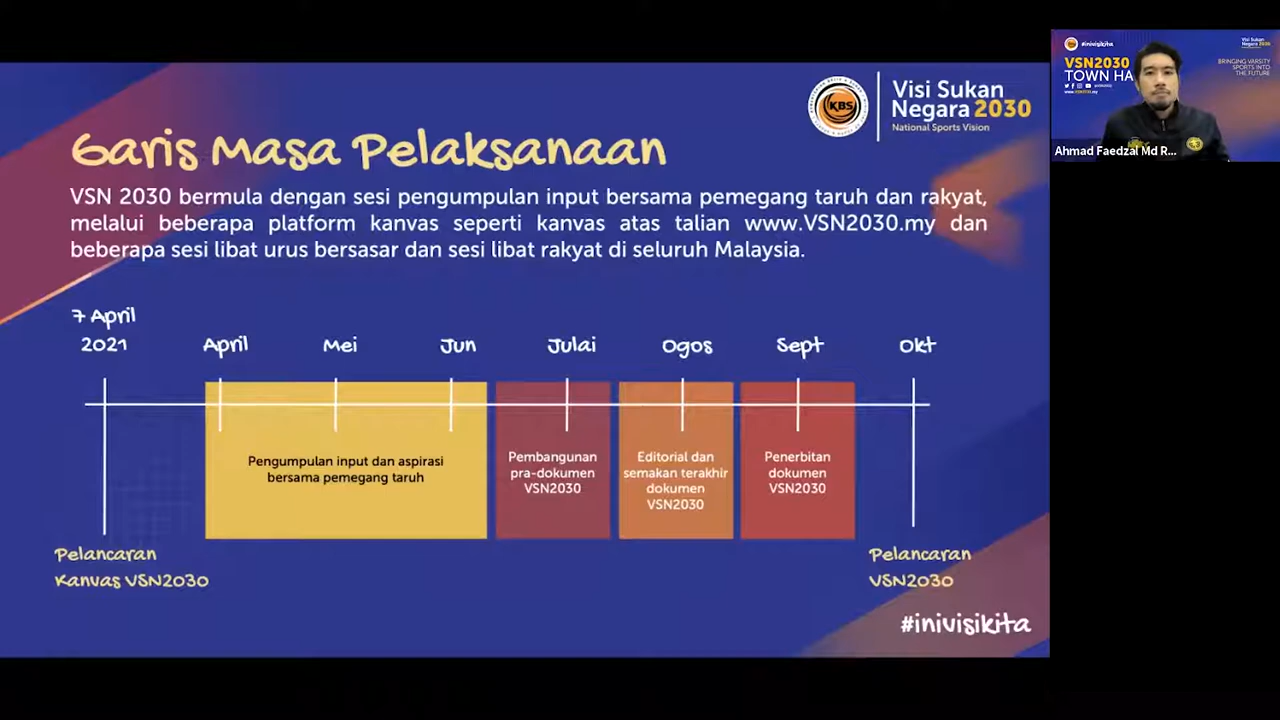 KBS
Visi Sukan
Negara 2030
National Sports Vision
Garis Masa Pelaksanaan
VSN 2030 bermula dengan sesi pengumpulan input bersama pemegang taruh dan rakyat,
melalui beberapa platform kanvas seperti kanvas atas talian www.VSN2030.my dan
beberapa sesi libat urus bersasar dan sesi libat rakyat di seluruh Malaysia.
7 April
2021
April
Mei
Jun
Julai
Ogos
Sept
Okt
Pengumpulan input dan aspirasi
bersama pemegang taruh
Pembangunan
pra-dokumen
VSN2030
Editorial dan
semakan terakhir
dokumen
VSN2030
Penerbitan
dokumen
VSN2030
Pelancaran
Kanvas VSN2030
Pelancaran
VSN2030
#inivisikita
#inivisikita
Visi Sukan
Negara 2030
VSN2030
TOWN HA
BRINGING VARSITY
SPORTS INTO
THE FUTURE
Ahmad Faedzal Md R...